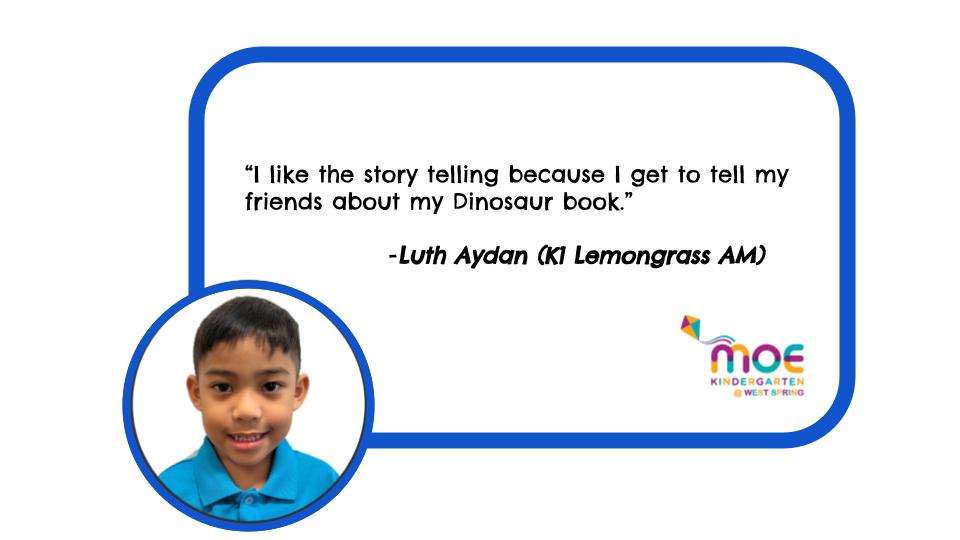 “I like the story telling because I get to tell my
friends about my Dinosaur book.”
-Luth Aydan (K1 Lemongrass AM)
moe
KINDERGARTEN
@ WEST SPRING